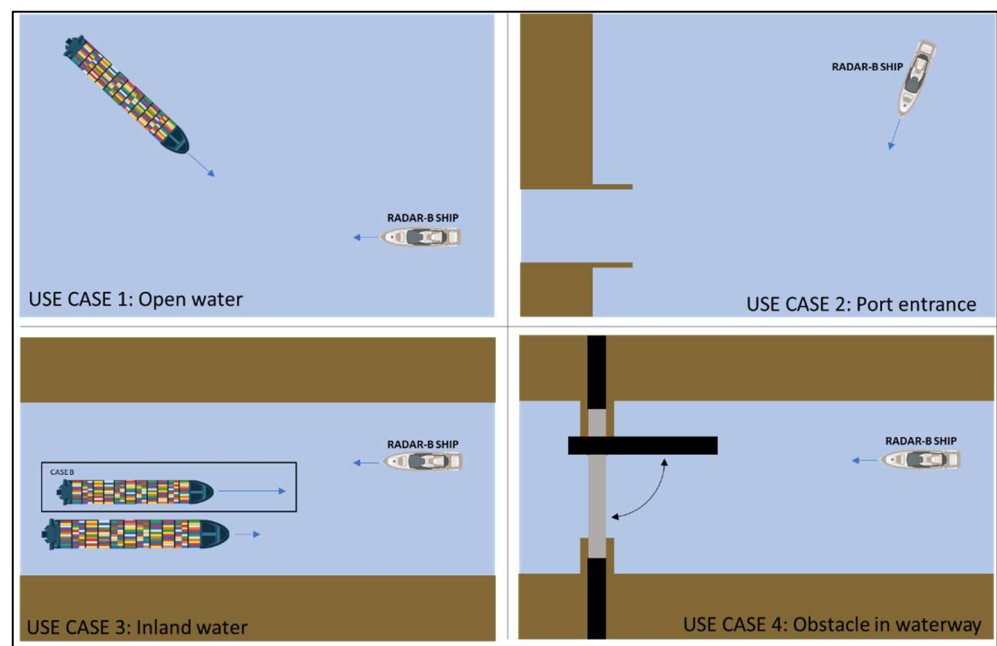 RADAR-B SHIP
USE CASE 1: Open water
RADAR-B SHIP
USE CASE 2: Port entrance
RADAR-B SHIP
CASE B
USE CASE 3: Inland water
RADAR-B SHIP
USE CASE 4: Obstacle in waterway